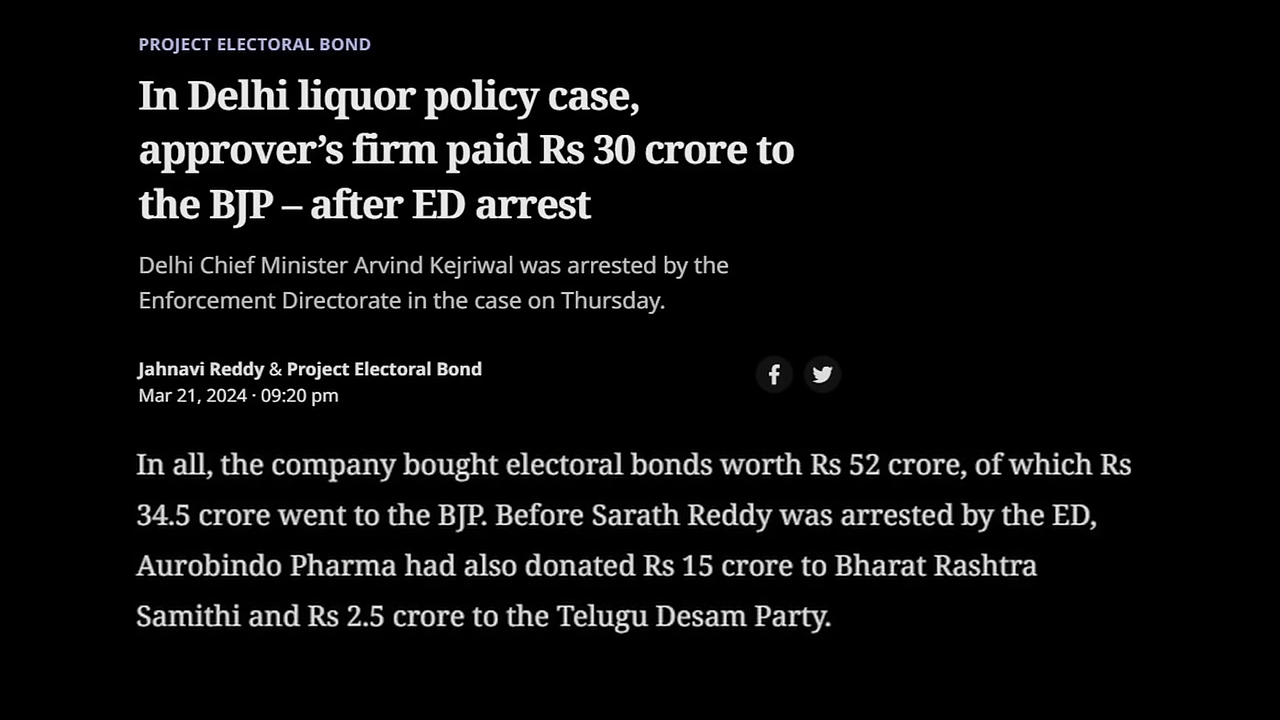 PROJECT ELECTORAL BOND
In Delhi liquor policy case,
approver’s firm paid Rs 30 crore to
the BJP – after ED arrest
Delhi Chief Minister Arvind Kejriwal was arrested by the
Enforcement Directorate in the case on Thursday.
Jahnavi Reddy & Project Electoral Bond
Mar 21, 2024 · 09:20 pm
In all, the company bought electoral bonds worth Rs 52 crore, of which Rs
34.5 crore went to the BJP. Before Sarath Reddy was arrested by the ED,
Aurobindo Pharma had also donated Rs 15 crore to Bharat Rashtra
Samithi and Rs 2.5 crore to the Telugu Desam Party.